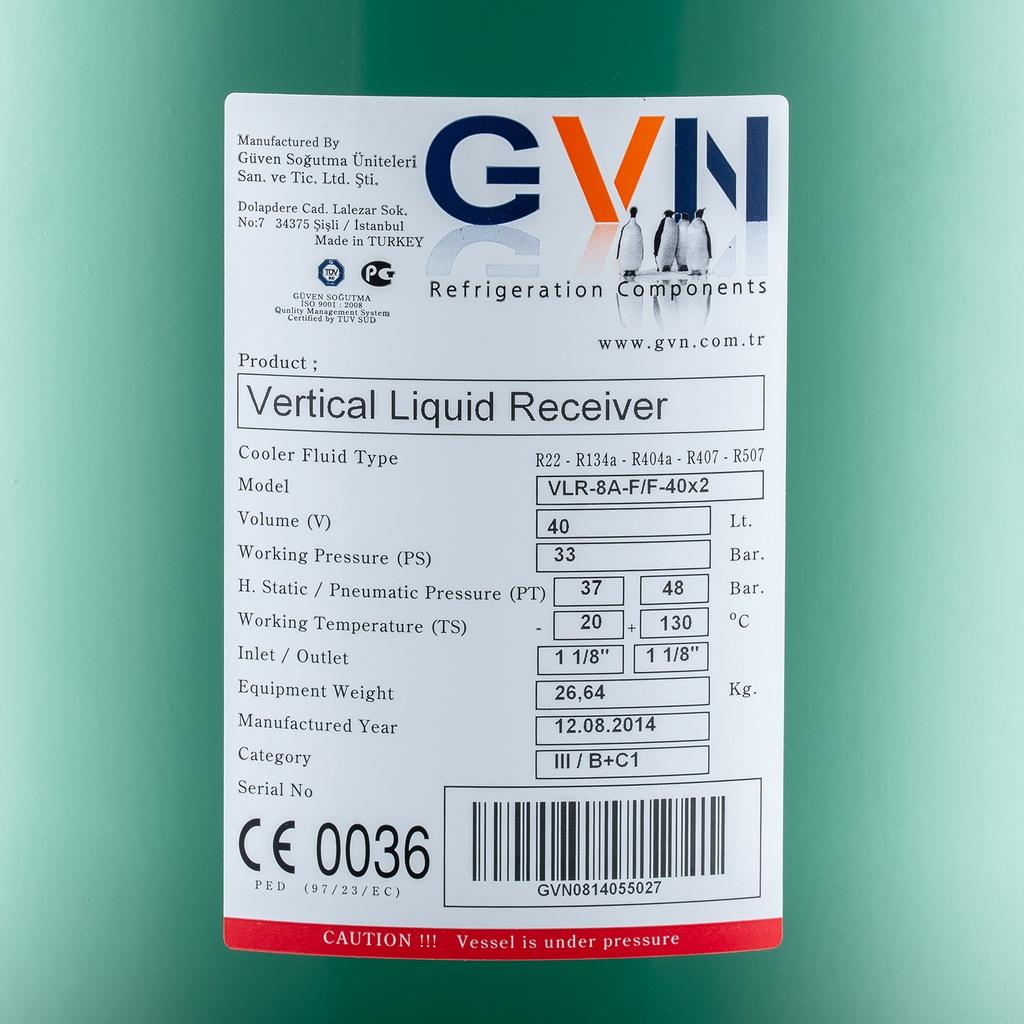 Manufactured By
Güven Soğutma Üniteleri
San. ve Tic. Ltd. Şti.
Dolapdere Cad. Lalezar Sok.
No:7 34375 Şişli / İstanbul
Made in TURKEY
TÜV
PG
GÜVEN SOĞUTMA
ISO 9001 : 2008
Qunlity Management System
Certified by TUV SUD
GVN
Refrigeration Components
www.gvn.com.tr
Product ;
Vertical Liquid Receiver
Cooler Fluid Type R22 - R134a - R404a - R407 - R507
Model VLR-8A-F/F-40x2
Volume (V) 40 Lt.
Working Pressure (PS) 33 Bar.
H. Static / Pneumatic Pressure (PT) 37 48 Bar.
Working Temperature (TS) - 20 + 130 ºC
Inlet / Outlet 1 1/8" 1 1/8"
Equipment Weight 26,64 Kg.
Manufactured Year 12.08.2014
Category III / B+C1
Serial No
CE 0036
PED (97/23/EC)
GVN0814055027
CAUTION !!! Vessel is under pressure